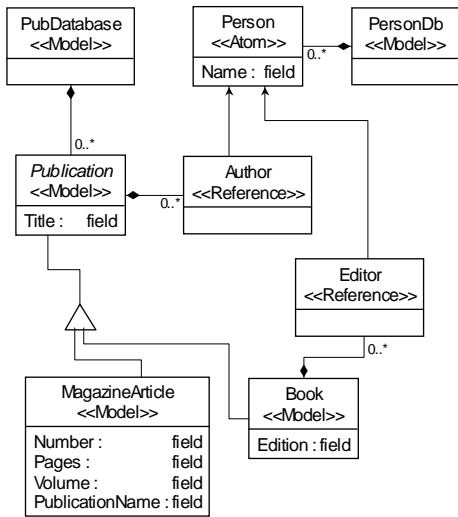 PubDatabase
<<Model>>
Person
<<Atom>>
Name : field
PersonDb
<<Model>>
0..*
0..*
Publication
<<Model>>
Title : field
0..*
Author
<<Reference>>
Editor
<<Reference>>
0..*
MagazineArticle
<<Model>>
Number : field
Pages : field
Volume : field
PublicationName : field
Book
<<Model>>
Edition : field